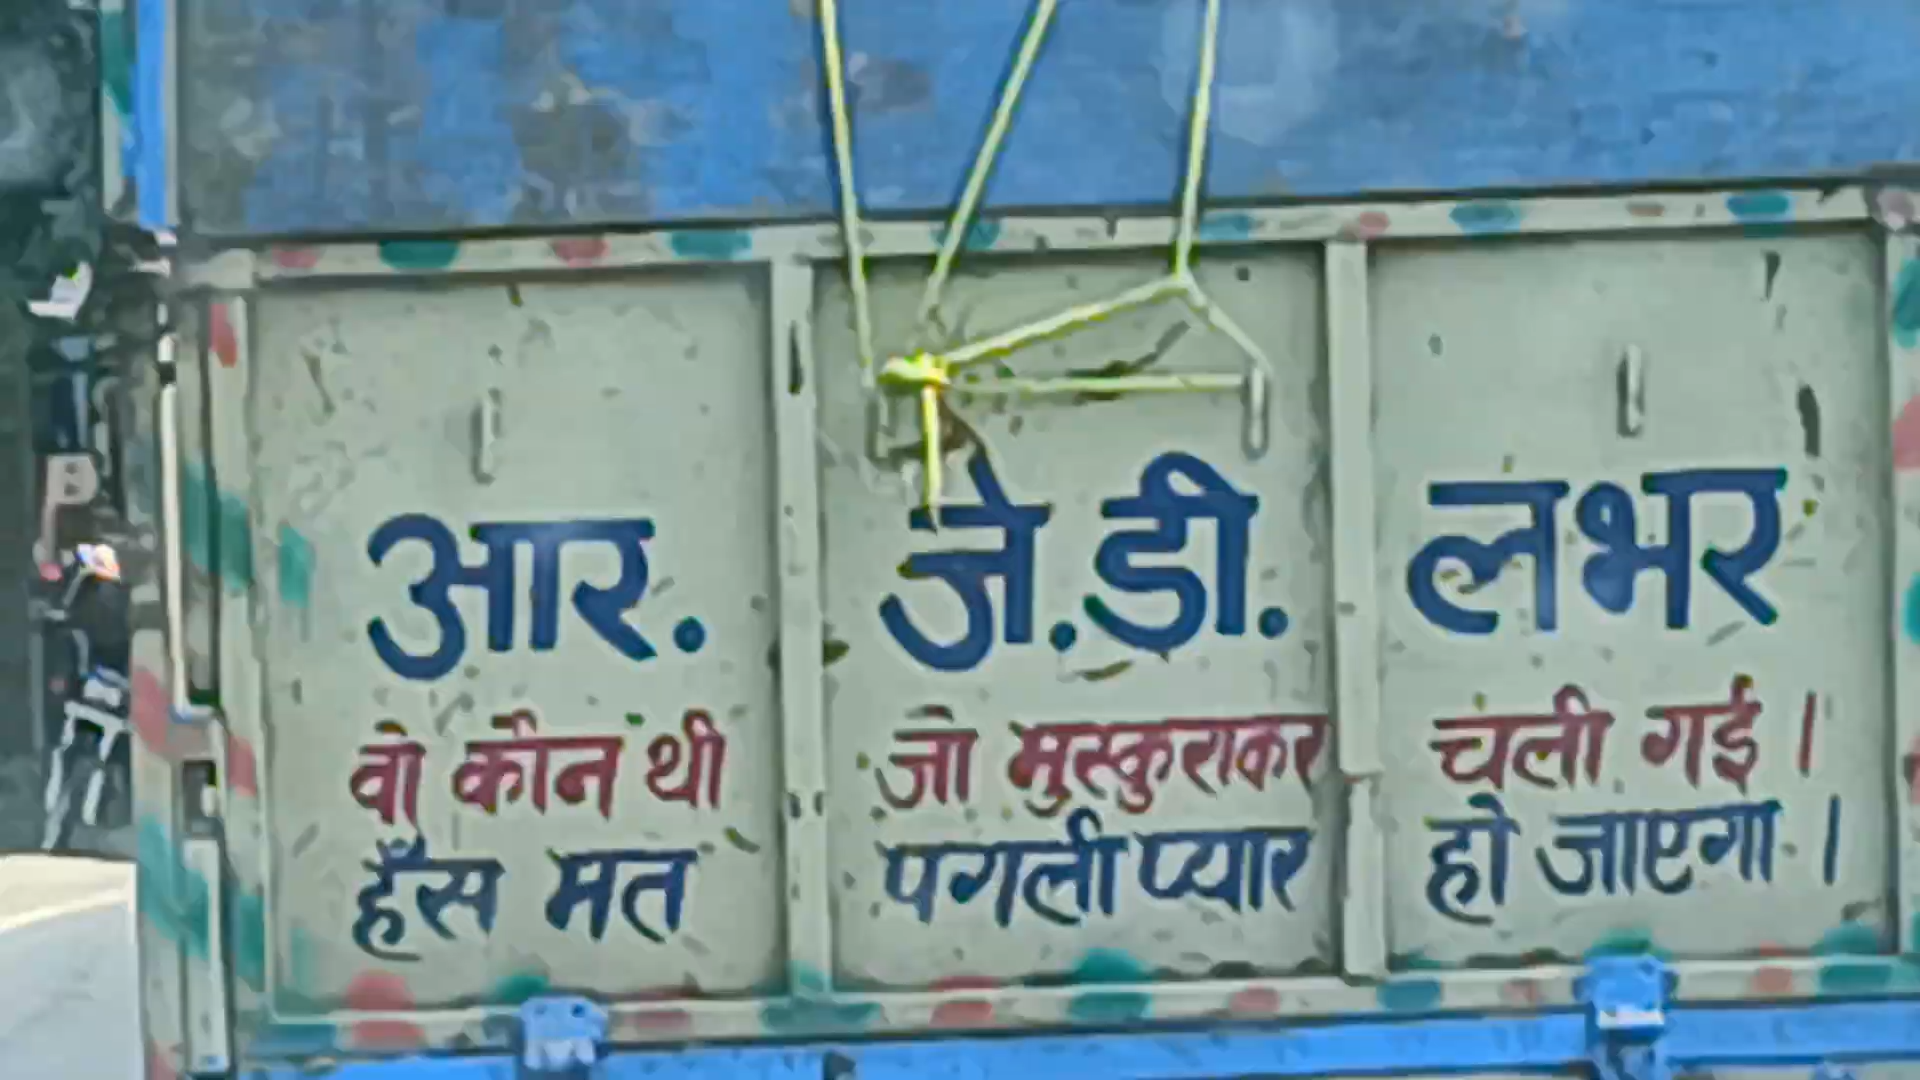 आर. जे.डी. लभर
वो कौन थी जो मुस्कुराकर चली गई।
हँस मत पगली प्यार हो जाएगा।